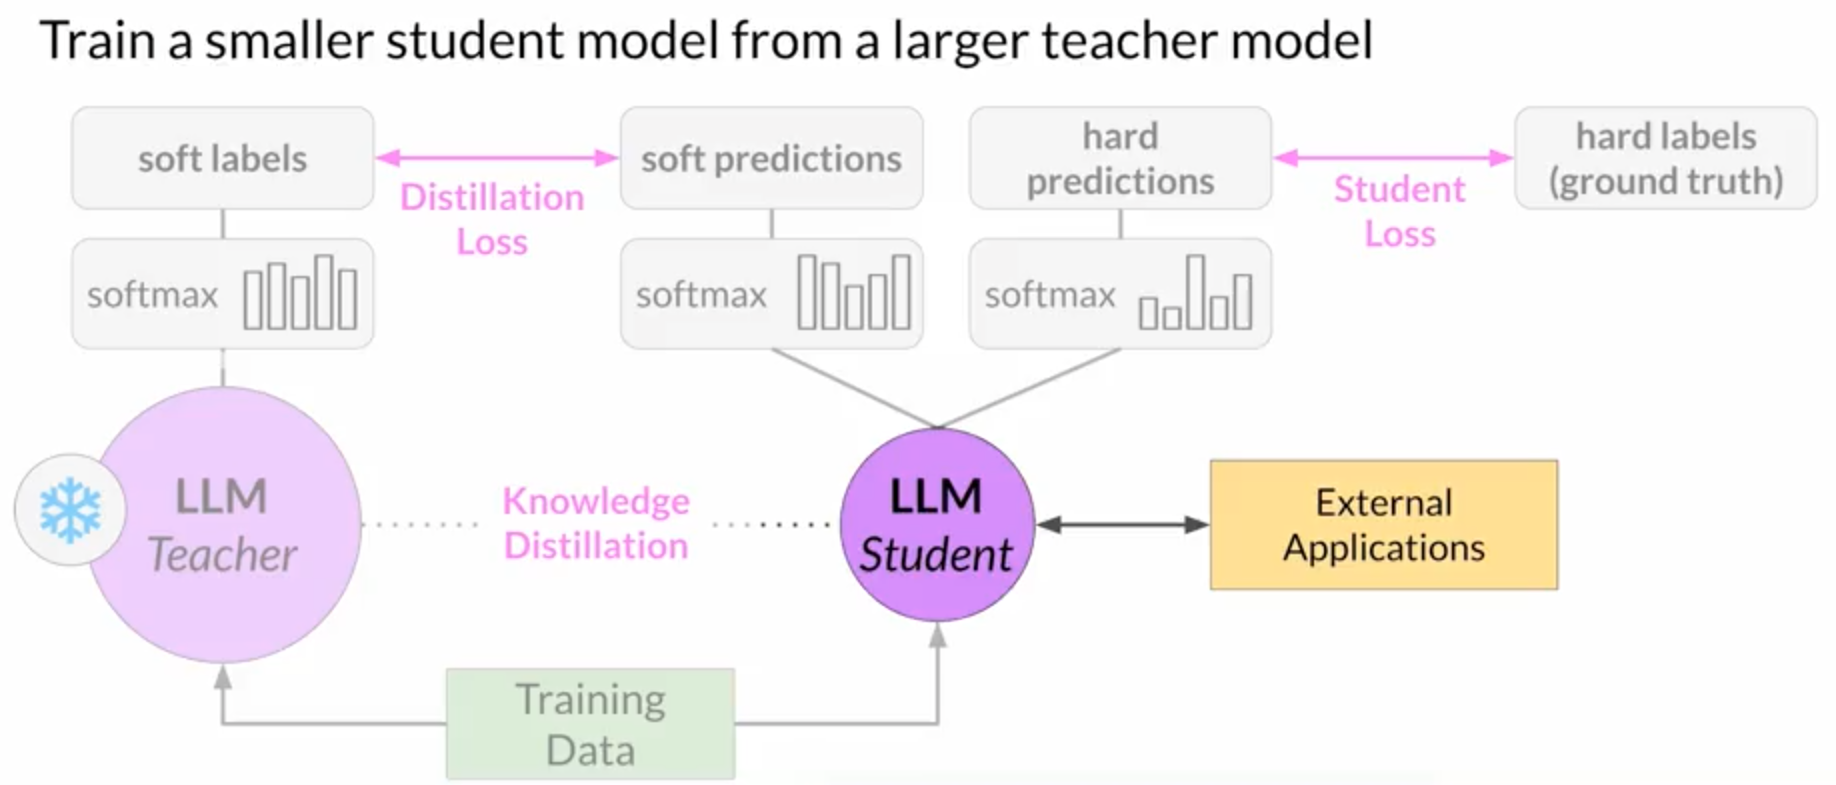 Train a smaller student model from a larger teacher model
soft labels
Distillation
Loss
soft predictions
hard
predictions
Student
Loss
hard labels
(ground truth)
softmax
softmax
softmax
LLM
Teacher
Knowledge
Distillation
LLM
Student
External
Applications
Training
Data